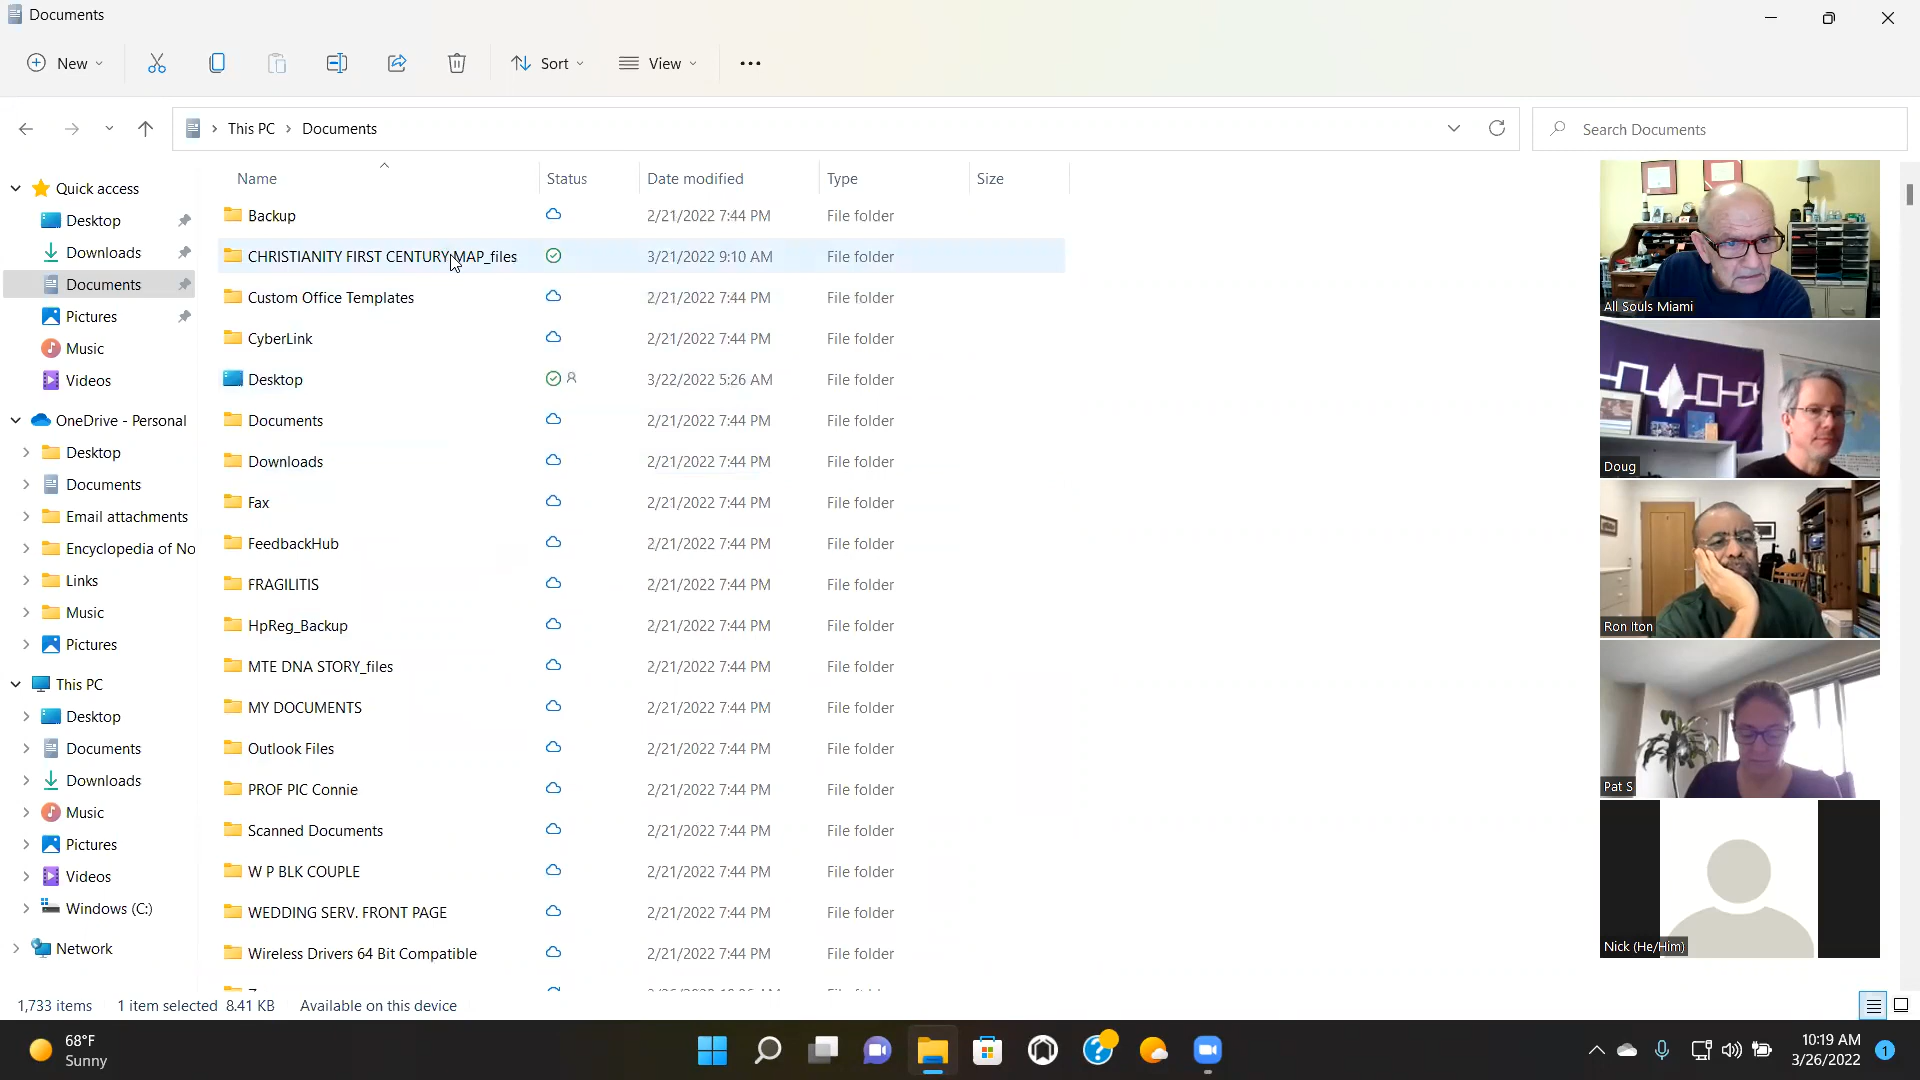 Documents
New
Sort
View
This PC
Documents
Search Documents
Name
Status
Date modified
Type
Size
Quick access
Desktop
Downloads
Documents
Pictures
Music
Videos
OneDrive - Personal
Desktop
Documents
Email attachments
Encyclopedia of No
Links
Music
Pictures
This PC
Desktop
Documents
Downloads
Music
Pictures
Videos
Windows (C:)
Network
Backup 2/21/2022 7:44 PM File folder
CHRISTIANITY FIRST CENTURY MAP_files 3/21/2022 9:10 AM File folder
Custom Office Templates 2/21/2022 7:44 PM File folder
CyberLink 2/21/2022 7:44 PM File folder
Desktop 3/22/2022 5:26 AM File folder
Documents 2/21/2022 7:44 PM File folder
Downloads 2/21/2022 7:44 PM File folder
Fax 2/21/2022 7:44 PM File folder
FeedbackHub 2/21/2022 7:44 PM File folder
FRAGILITIS 2/21/2022 7:44 PM File folder
HpReg_Backup 2/21/2022 7:44 PM File folder
MTE DNA STORY_files 2/21/2022 7:44 PM File folder
MY DOCUMENTS 2/21/2022 7:44 PM File folder
Outlook Files 2/21/2022 7:44 PM File folder
PROF PIC Connie 2/21/2022 7:44 PM File folder
Scanned Documents 2/21/2022 7:44 PM File folder
W P BLK COUPLE 2/21/2022 7:44 PM File folder
WEDDING SERV. FRONT PAGE 2/21/2022 7:44 PM File folder
Wireless Drivers 64 Bit Compatible 2/21/2022 7:44 PM File folder
All Souls Miami
Doug
Ron Iton
Pat S
Nick (He/Him)
1,733 items 1 item selected 8.41 KB Available on this device
68°F
Sunny
10:19 AM
3/26/2022
1